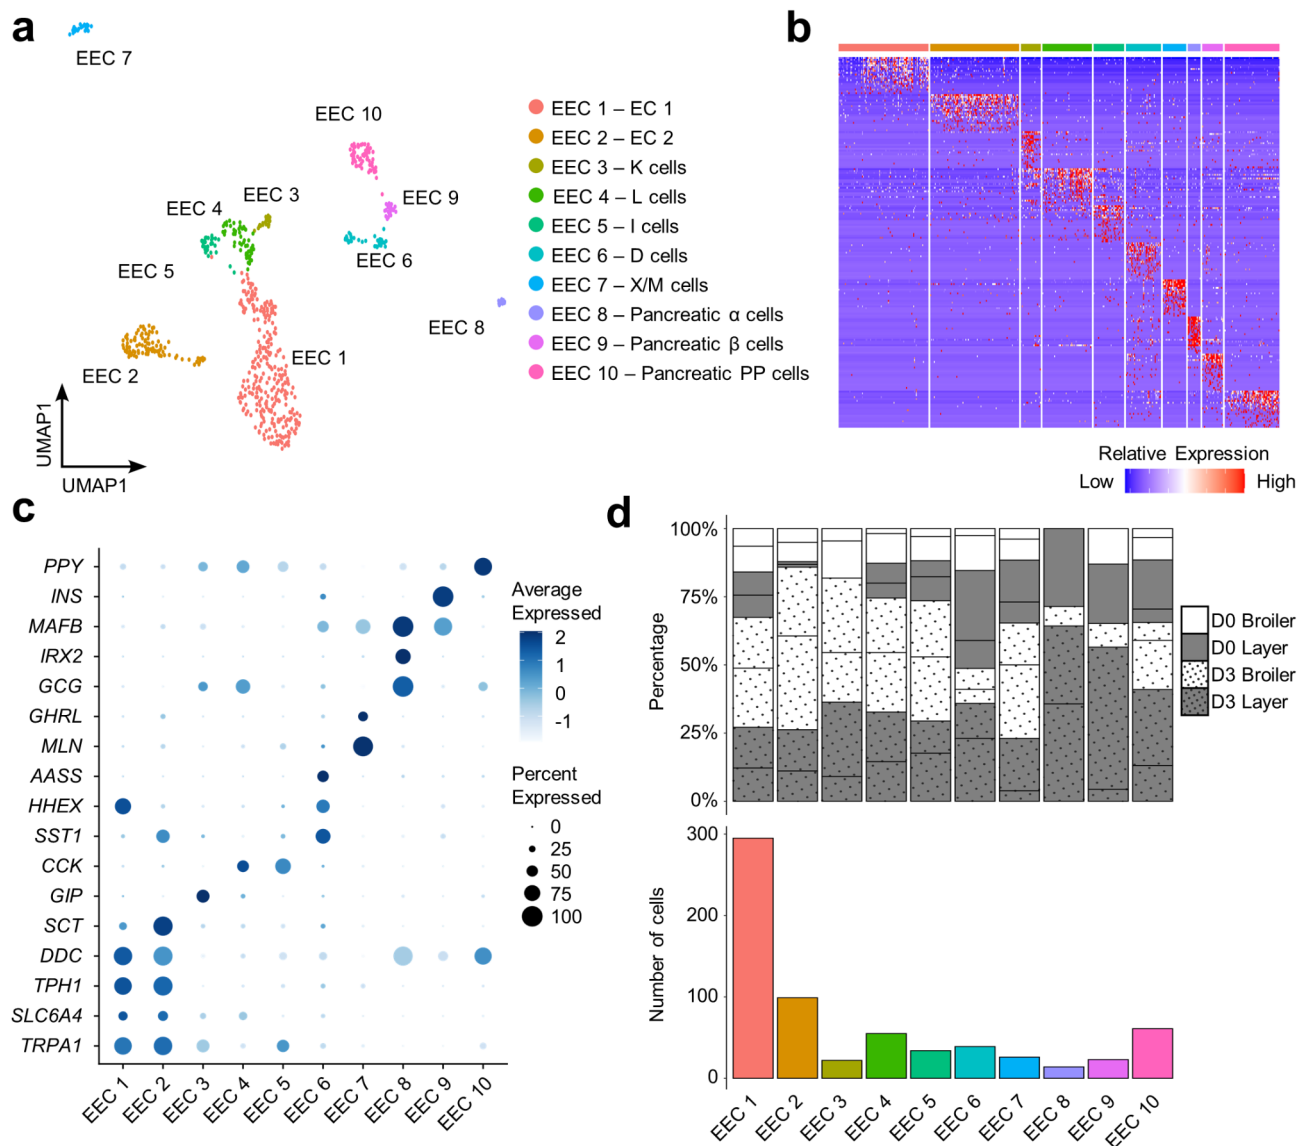 a
EEC 7
EEC 10
EEC 3
EEC 4
EEC 9
EEC 5
EEC 6
EEC 8
EEC 1
EEC 2
UMAP1
UMAP1
EEC 1 – EC 1
EEC 2 – EC 2
EEC 3 – K cells
EEC 4 – L cells
EEC 5 – I cells
EEC 6 – D cells
EEC 7 – X/M cells
EEC 8 – Pancreatic α cells
EEC 9 – Pancreatic β cells
EEC 10 – Pancreatic PP cells
b
Relative Expression
Low High
c
PPY
INS
MAFB
IRX2
GCG
GHRL
MLN
AASS
HHEX
SST1
CCK
GIP
SCT
DDC
TPH1
SLC6A4
TRPA1
EEC 1
EEC 2
EEC 3
EEC 4
EEC 5
EEC 6
EEC 7
EEC 8
EEC 9
EEC 10
Average
Expressed
2
1
0
-1
Percent
Expressed
0
25
50
75
100
d
Percentage
100%
75%
50%
25%
0%
D0 Broiler
D0 Layer
D3 Broiler
D3 Layer
Number of cells
300
200
100
0
EEC 1
EEC 2
EEC 3
EEC 4
EEC 5
EEC 6
EEC 7
EEC 8
EEC 9
EEC 10